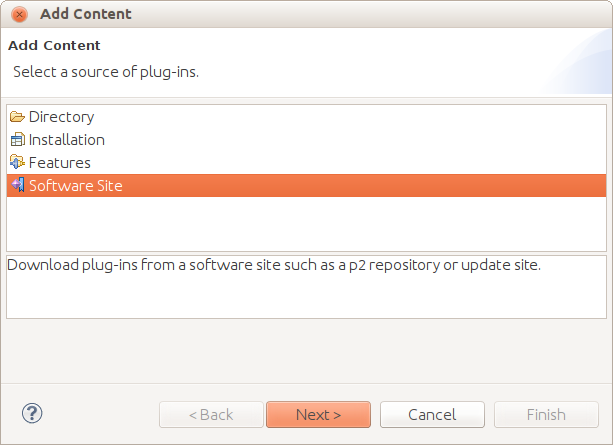 Add Content
Add Content
Select a source of plug-ins.
Directory
Installation
Features
Software Site
Download plug-ins from a software site such as a p2 repository or update site.
?
< Back
Next >
Cancel
Finish